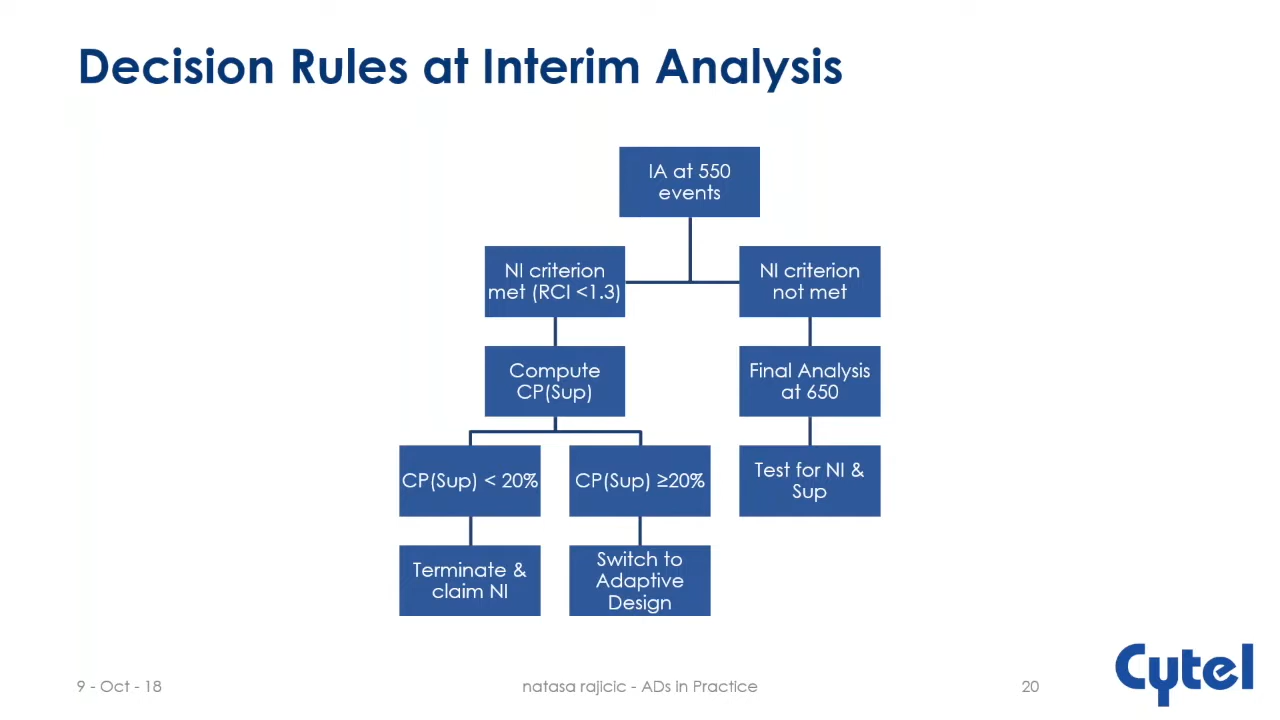 Decision Rules at Interim Analysis
IA at 550
events
NI criterion
met (RCI <1.3)
NI criterion
not met
Compute
CP(Sup)
Final Analysis
at 650
CP(Sup) < 20%
CP(Sup) ≥20%
Test for NI &
Sup
Terminate &
claim NI
Switch to
Adaptive
Design
9 - Oct - 18
natasa rajicic - ADs in Practice
20
Cytel